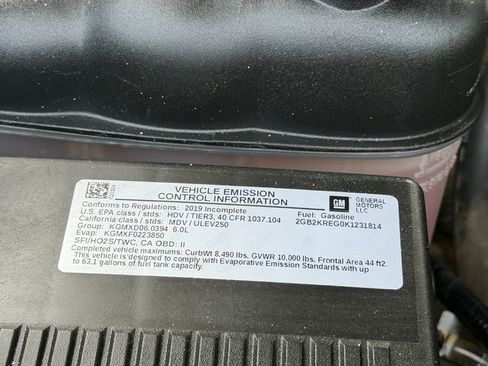 VEHICLE EMISSION
CONTROL INFORMATION
GM
GENERAL
MOTORS
LLC
Conforms to Regulations: 2019 Incomplete
Fuel: Gasoline
U.S. EPA class / stds: HDV / TIER3, 40 CFR 1037.104
2GB2KREG0K1231814
California class / stds: MDV / ULEV250
Group: KGMXD06.0394 6.0L
Evap: KGMXF0223850
SFI/HO2S/TWC, CA OBD: II
Completed vehicle maximums: CurbWt 8,490 lbs, GVWR 10,000 lbs. Frontal Area 44 ft2.
This vehicle is designed to comply with Evaporative Emission Standards with up
to 63.1 gallons of fuel tank capacity.